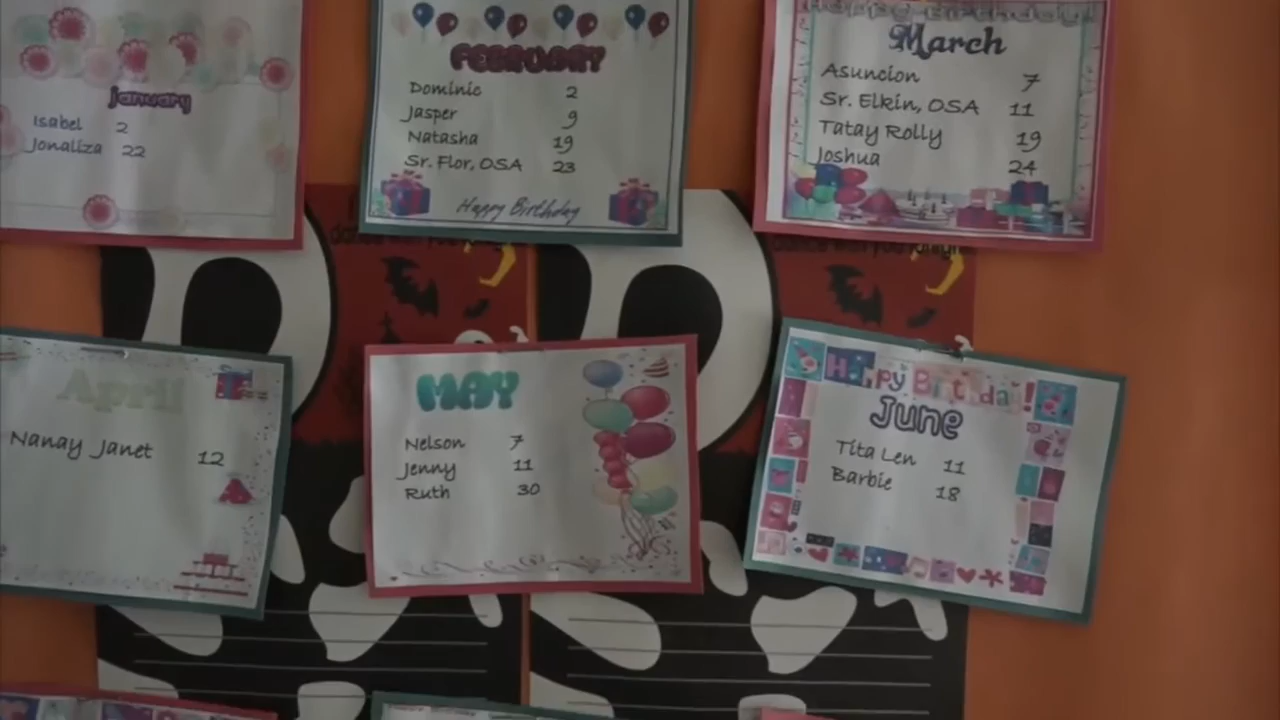 January
Isabel 2
Jonaliza 22
FEBRUARY
Dominic 2
Jasper 9
Natasha 19
Sr. Flor, OSA 23
Happy Birthday
Happy Birthday!
March
Asuncion 7
Sr. Elkin, OSA 11
Tatay Rolly 19
Joshua 24
April
Nanay Janet 12
MAY
Nelson 7
Jenny 11
Ruth 30
Happy Birthday!
June
Tita Len 11
Barbie 18